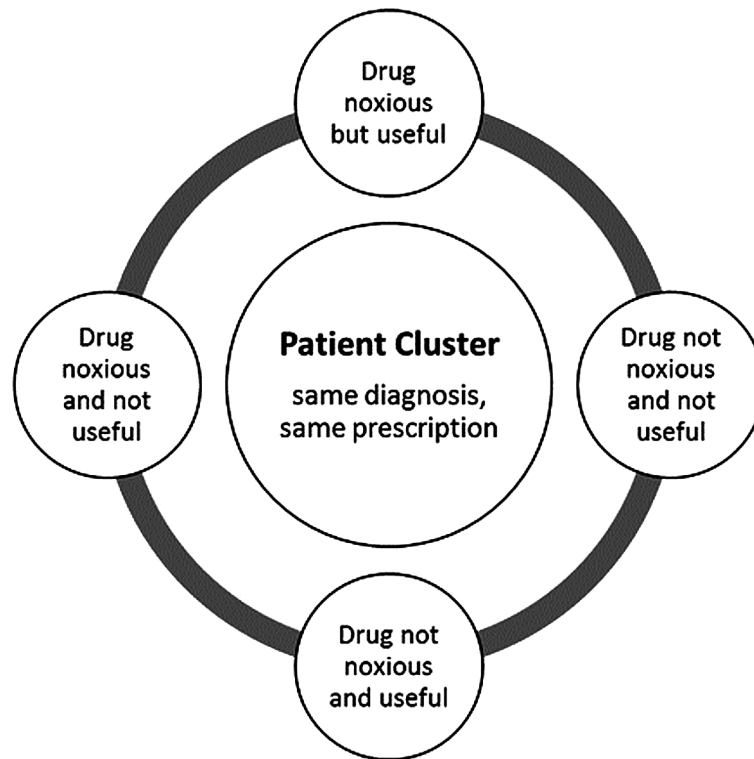 Drug
noxious
but useful
Drug
noxious
and not
useful
Patient Cluster
same diagnosis,
same prescription
Drug not
noxious
and not
useful
Drug not
noxious
and useful